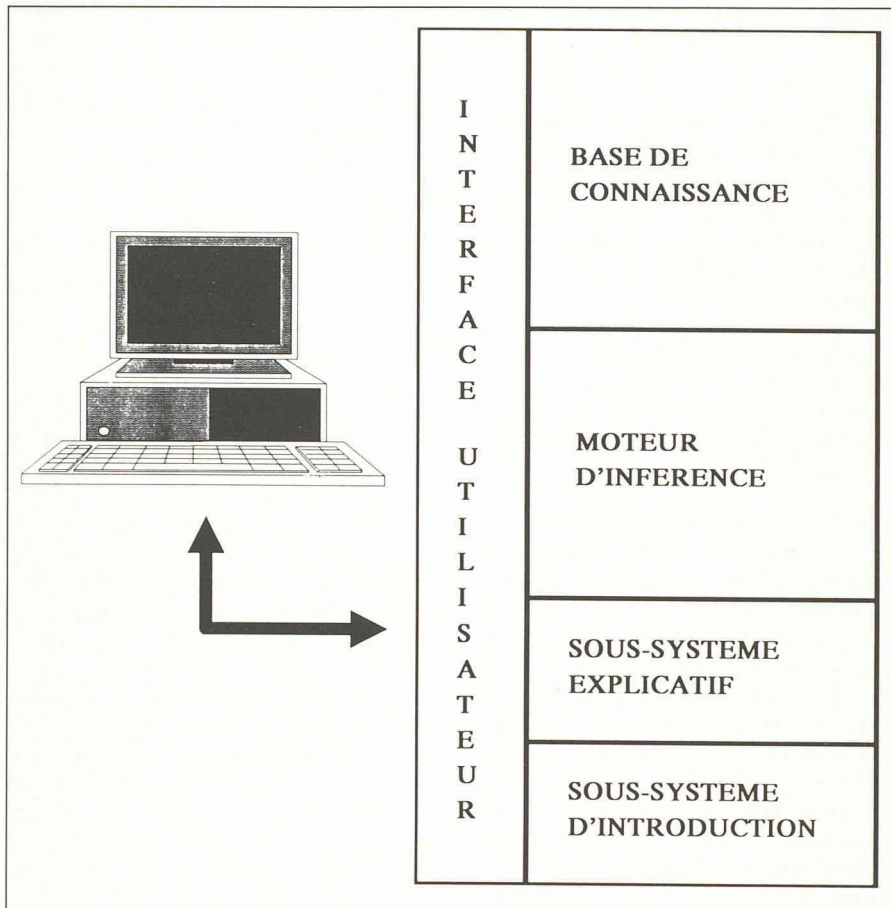 INTERFACE UTILISATEUR
BASE DE
CONNAISSANCE
MOTEUR
D'INFERENCE
SOUS-SYSTEME
EXPLICATIF
SOUS-SYSTEME
D'INTRODUCTION